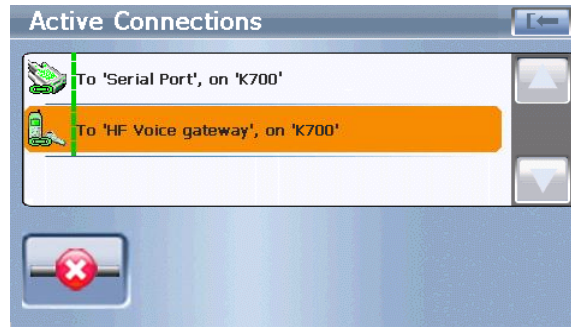 Active Connections
To 'Serial Port', on 'K700'
To 'HF Voice gateway', on 'K700'